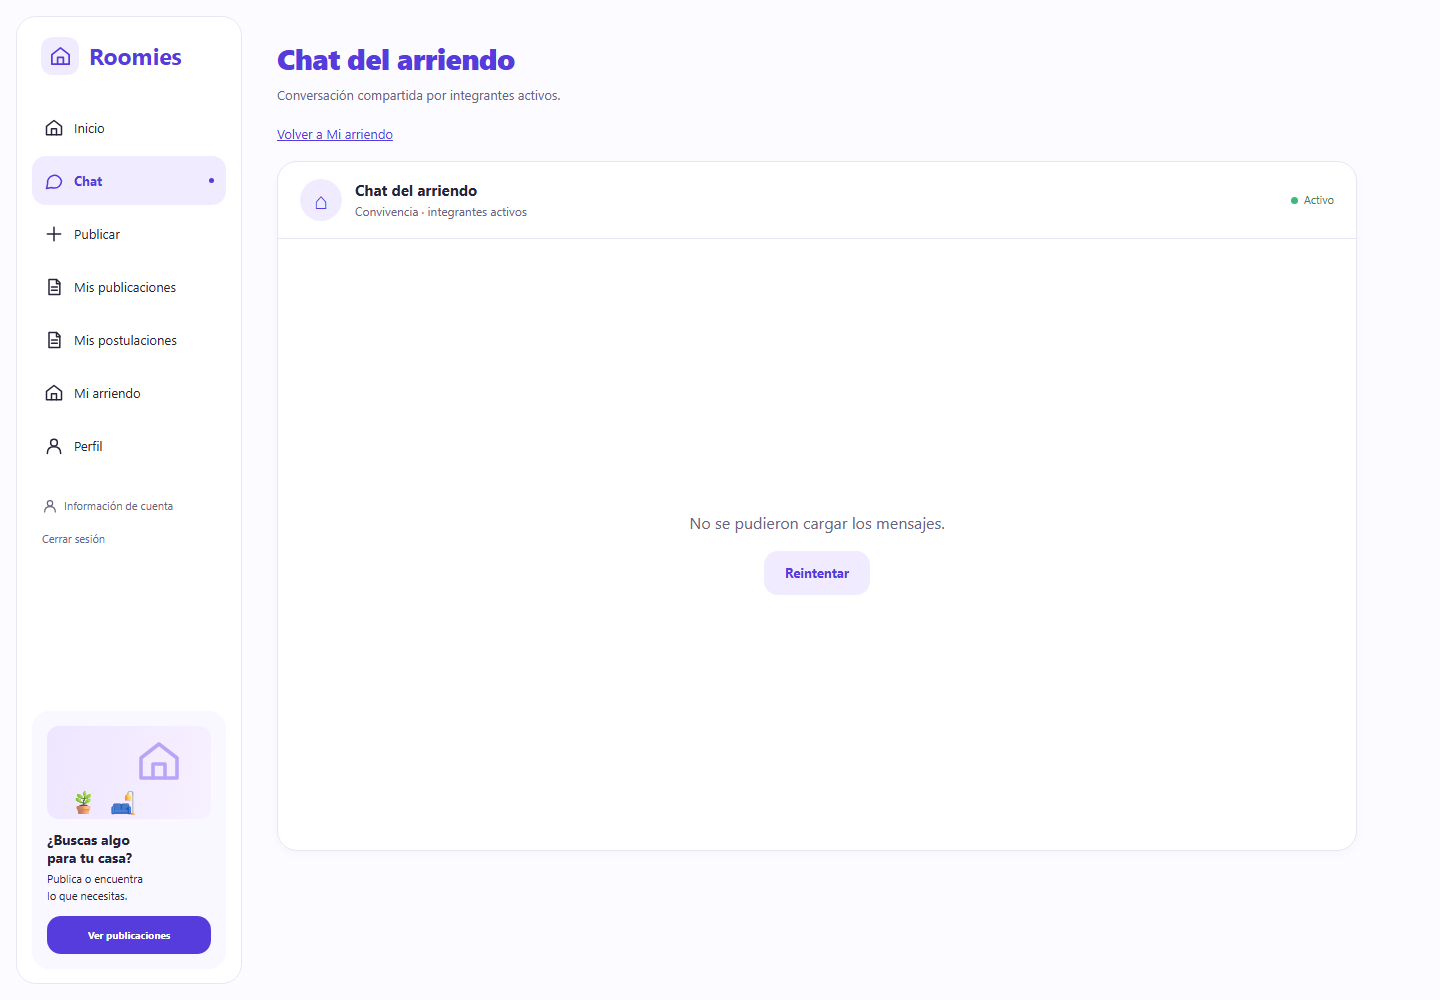 Roomies
Inicio
Chat
Publicar
Mis publicaciones
Mis postulaciones
Mi arriendo
Perfil
Información de cuenta
Cerrar sesión
¿Buscas algo
para tu casa?
Publica o encuentra
lo que necesitas.
Ver publicaciones
Chat del arriendo
Conversación compartida por integrantes activos.
Volver a Mi arriendo
Chat del arriendo
Convivencia · integrantes activos
Activo
No se pudieron cargar los mensajes.
Reintentar